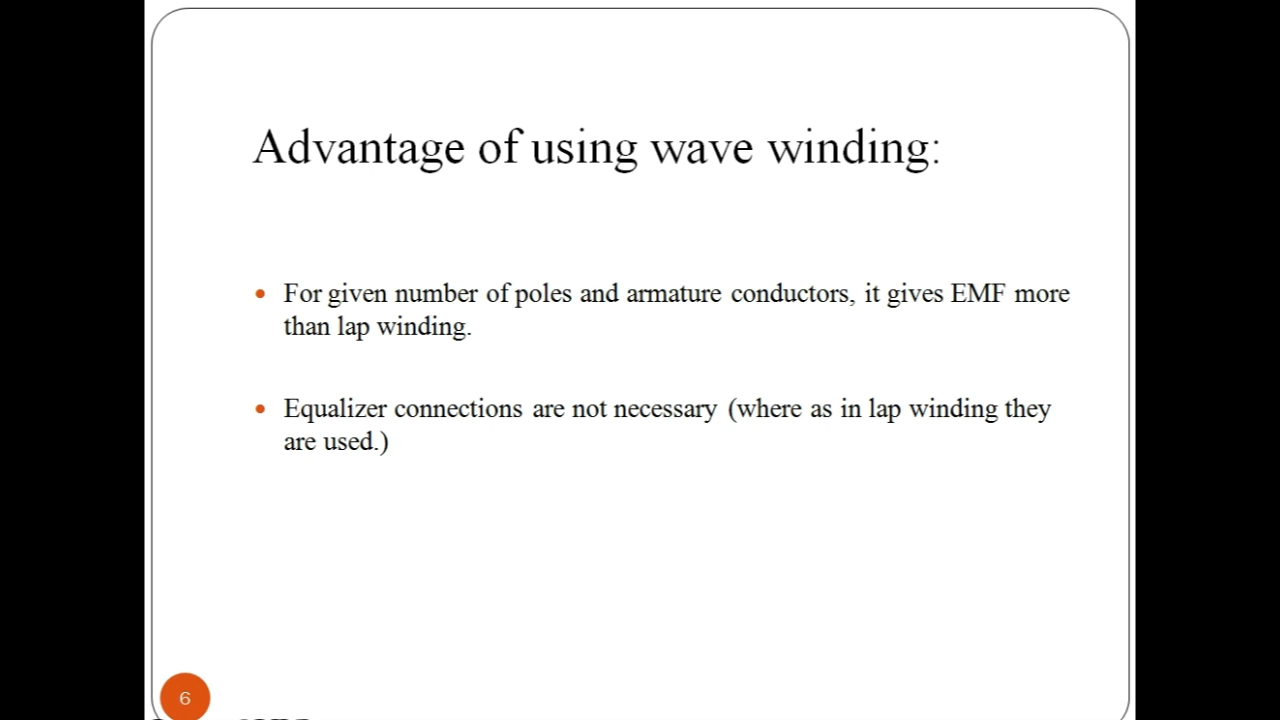 Advantage of using wave winding:
For given number of poles and armature conductors, it gives EMF more
than lap winding.
Equalizer connections are not necessary (where as in lap winding they
are used.)
6